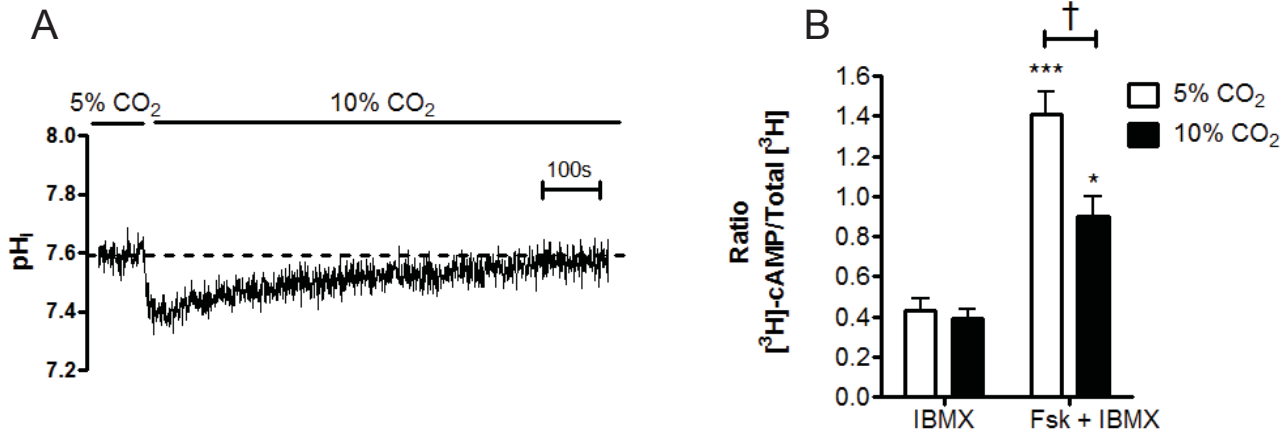 A
5% CO₂ 10% CO₂
8.0
7.6
7.4
7.2
pHᵢ
100s
B
†
***
*
1.6
1.4
1.2
1.0
0.8
0.6
0.4
0.2
0.0
Ratio
[³H]-cAMP/Total [³H]
IBMX Fsk + IBMX
5% CO₂
10% CO₂